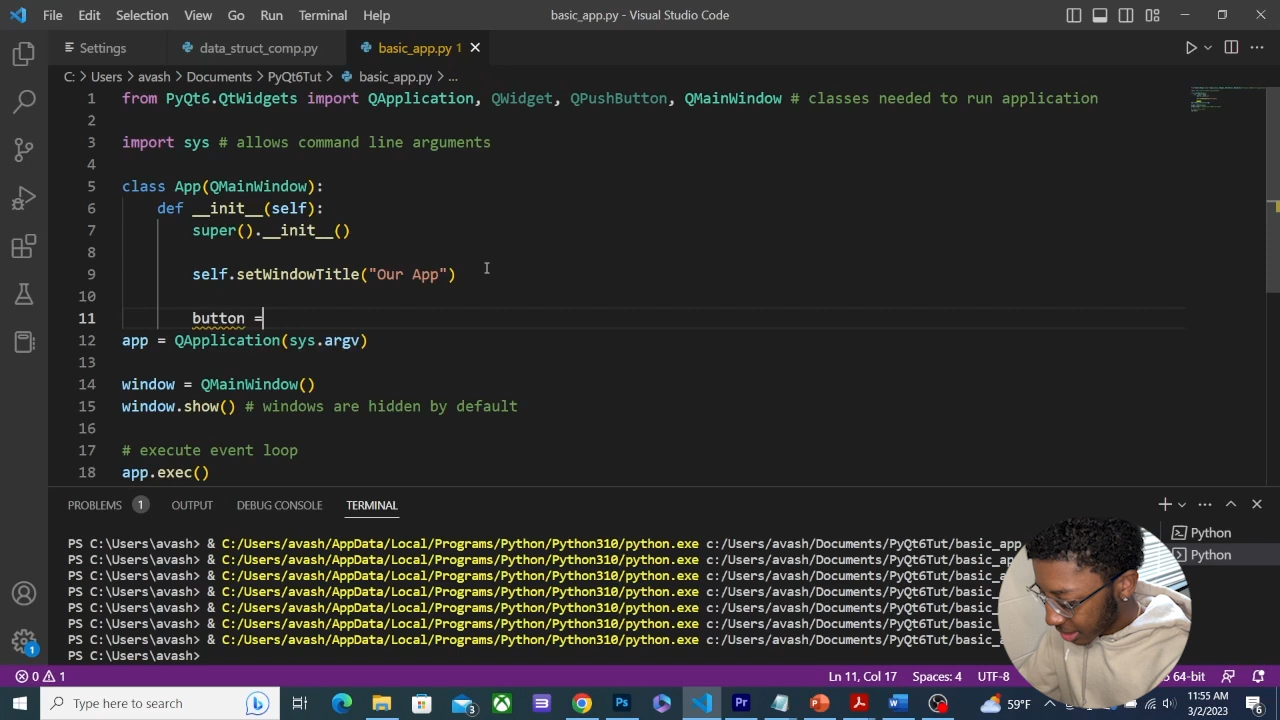 File Edit Selection View Go Run Terminal Help basic_app.py - Visual Studio Code
Settings data_struct_comp.py basic_app.py 1
C: > Users > avash > Documents > PyQt6Tut > basic_app.py > ...
1 from PyQt6.QtWidgets import QApplication, QWidget, QPushButton, QMainWindow # classes needed to run application
2
3 import sys # allows command line arguments
4
5 class App(QMainWindow):
6 def __init__(self):
7 super().__init__()
8
9 self.setWindowTitle("Our App")
10
11 button =
12 app = QApplication(sys.argv)
13
14 window = QMainWindow()
15 window.show() # windows are hidden by default
16
17 # execute event loop
18 app.exec()
PROBLEMS 1 OUTPUT DEBUG CONSOLE TERMINAL
Python
Python
PS C:\Users\avash> & C:/Users/avash/AppData/Local/Programs/Python/Python310/python.exe c:/Users/avash/Documents/PyQt6Tut/basic_app
PS C:\Users\avash> & C:/Users/avash/AppData/Local/Programs/Python/Python310/python.exe c:/Users/avash/Documents/PyQt6Tut/basic_ap
PS C:\Users\avash> & C:/Users/avash/AppData/Local/Programs/Python/Python310/python.exe c:/Users/avash/Documents/PyQt6Tut/basic_a
PS C:\Users\avash> & C:/Users/avash/AppData/Local/Programs/Python/Python310/python.exe c:/Users/avash/Documents/PyQt6Tut/basic_
PS C:\Users\avash> & C:/Users/avash/AppData/Local/Programs/Python/Python310/python.exe c:/Users/avash/Documents/PyQt6Tut/basic_
PS C:\Users\avash> & C:/Users/avash/AppData/Local/Programs/Python/Python310/python.exe c:/Users/avash/Documents/PyQt6Tut/basic_
PS C:\Users\avash> & C:/Users/avash/AppData/Local/Programs/Python/Python310/python.exe c:/Users/avash/Documents/PyQt6Tut/basic_
PS C:\Users\avash>
0 1 Ln 11, Col 17 Spaces: 4 UTF-8 64-bit
Type here to search 3 59°F 11:55 AM
3/2/2023 6